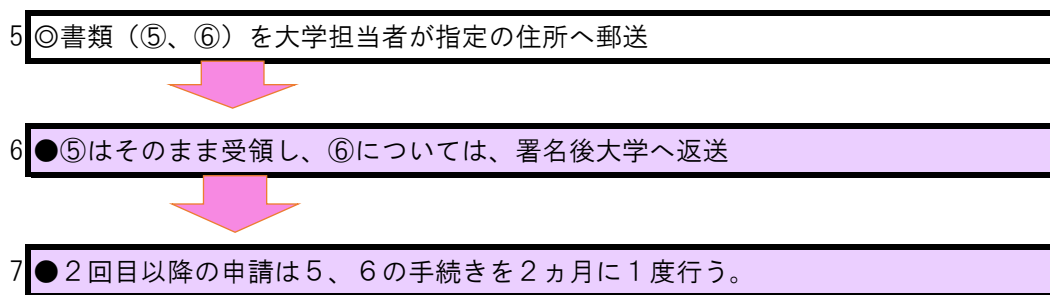 5 ◎書類（⑤、⑥）を大学担当者が指定の住所へ郵送
6 ●⑤はそのまま受領し、⑥については、署名後大学へ返送
7 ●２回目以降の申請は５、６の手続きを２ヵ月に１度行う。